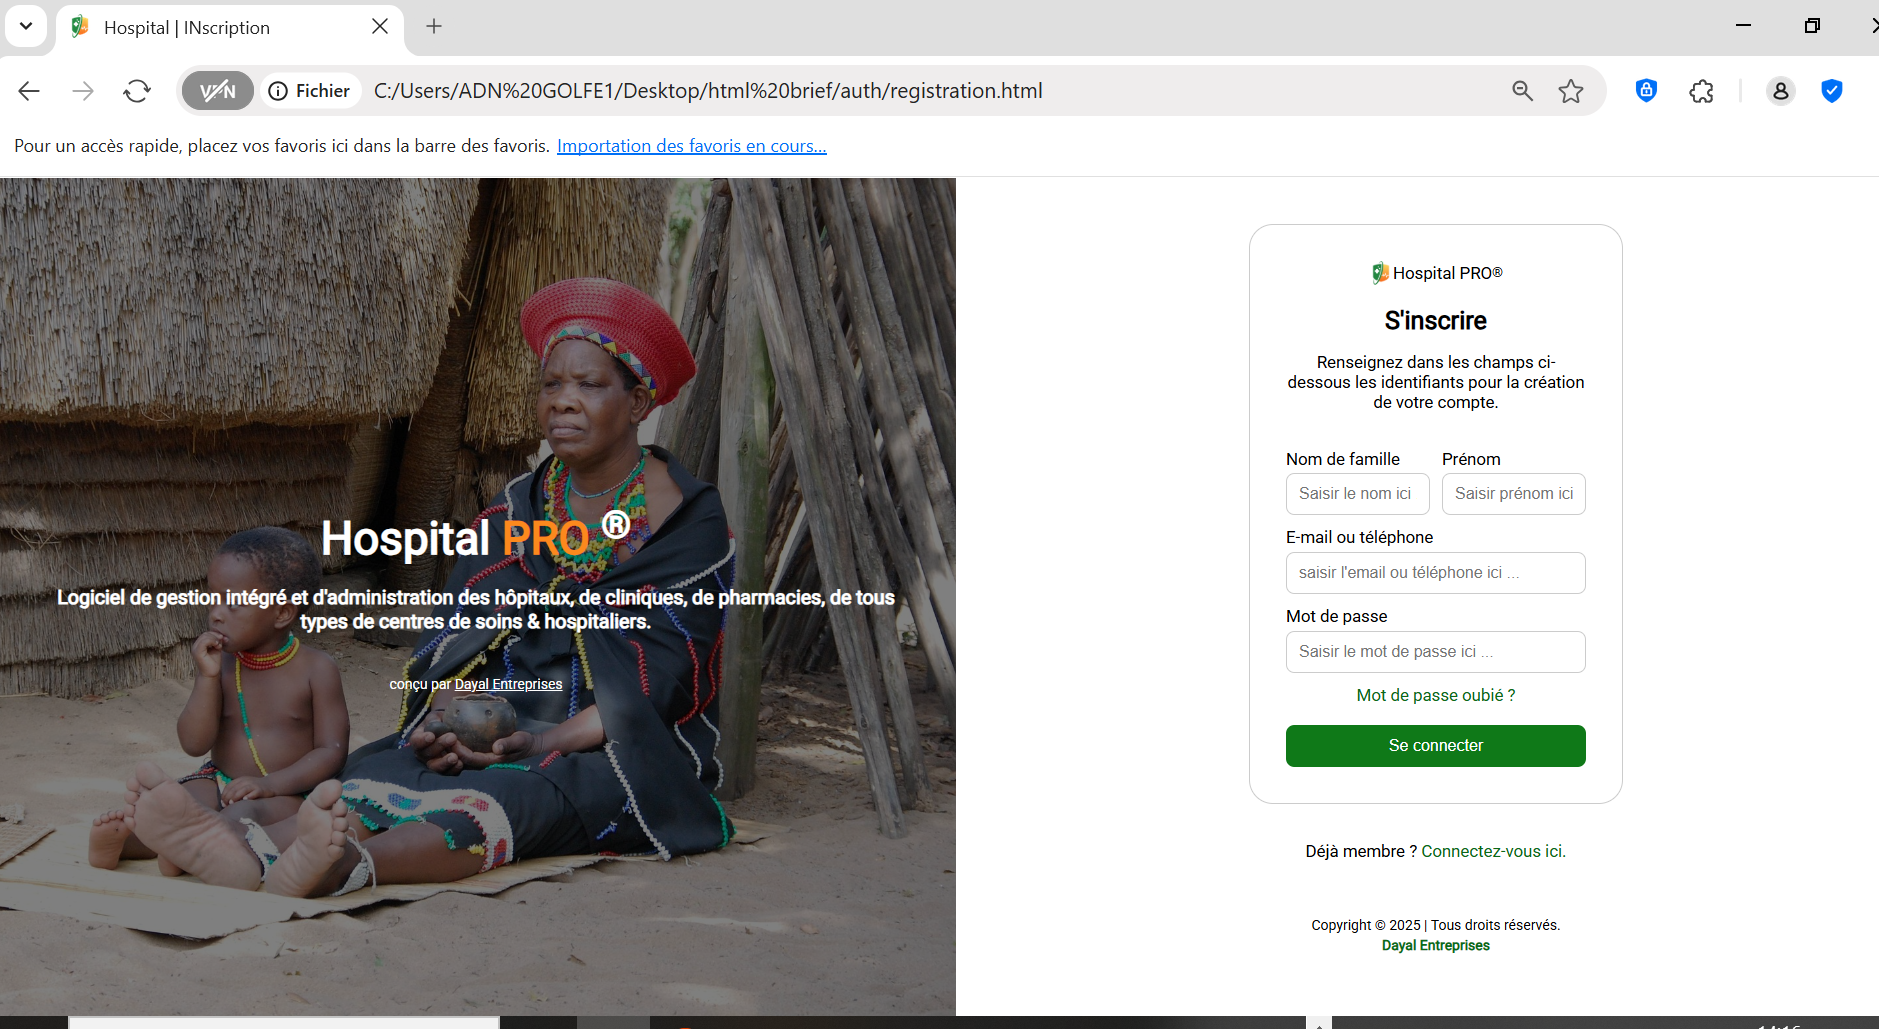 Hospital | INscription
VPN
Fichier
C:/Users/ADN%20GOLFE1/Desktop/html%20brief/auth/registration.html
Pour un accès rapide, placez vos favoris ici dans la barre des favoris. Importation des favoris en cours...
Hospital PRO ®
Logiciel de gestion intégré et d'administration des hôpitaux, de cliniques, de pharmacies, de tous
types de centres de soins & hospitaliers.
conçu par Dayal Entreprises
Hospital PRO®
S'inscrire
Renseignez dans les champs ci-
dessous les identifiants pour la création
de votre compte.
Nom de famille Prénom
Saisir le nom ici Saisir prénom ici
E-mail ou téléphone
saisir l'email ou téléphone ici ...
Mot de passe
Saisir le mot de passe ici ...
Mot de passe oubié ?
Se connecter
Déjà membre ? Connectez-vous ici.
Copyright © 2025 | Tous droits réservés.
Dayal Entreprises